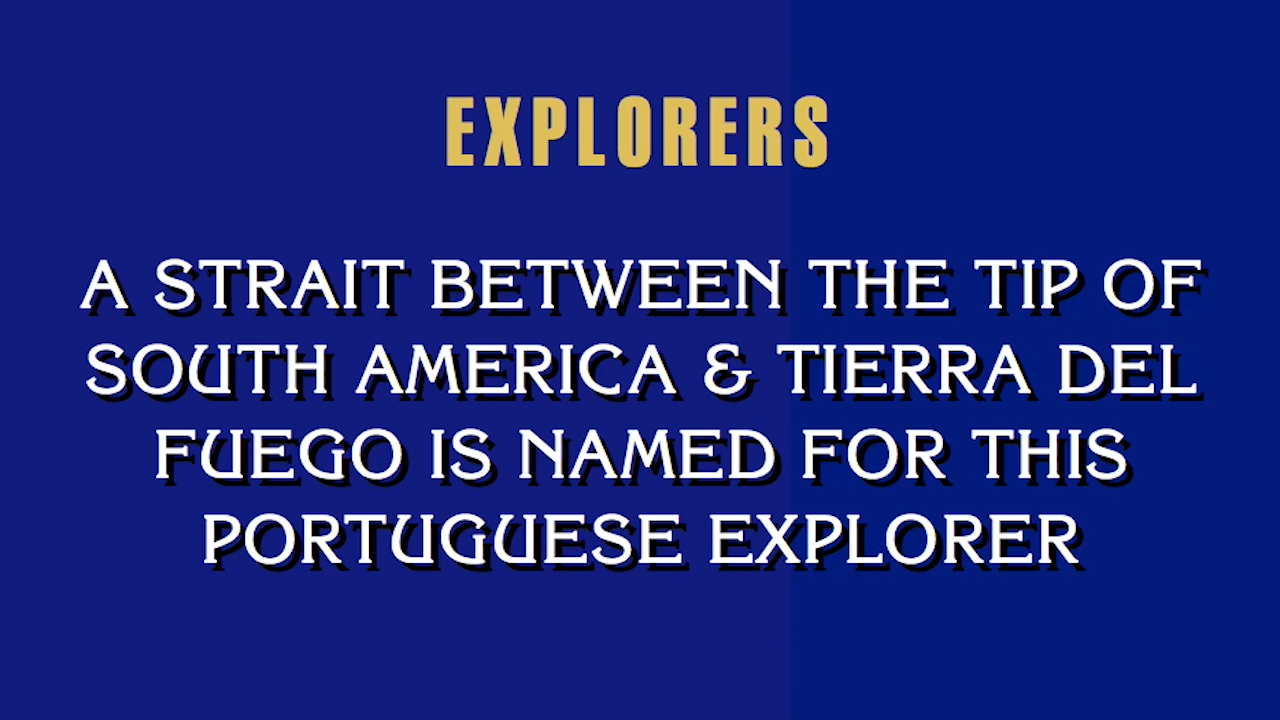 EXPLORERS
A STRAIT BETWEEN THE TIP OF
SOUTH AMERICA & TIERRA DEL
FUEGO IS NAMED FOR THIS
PORTUGUESE EXPLORER